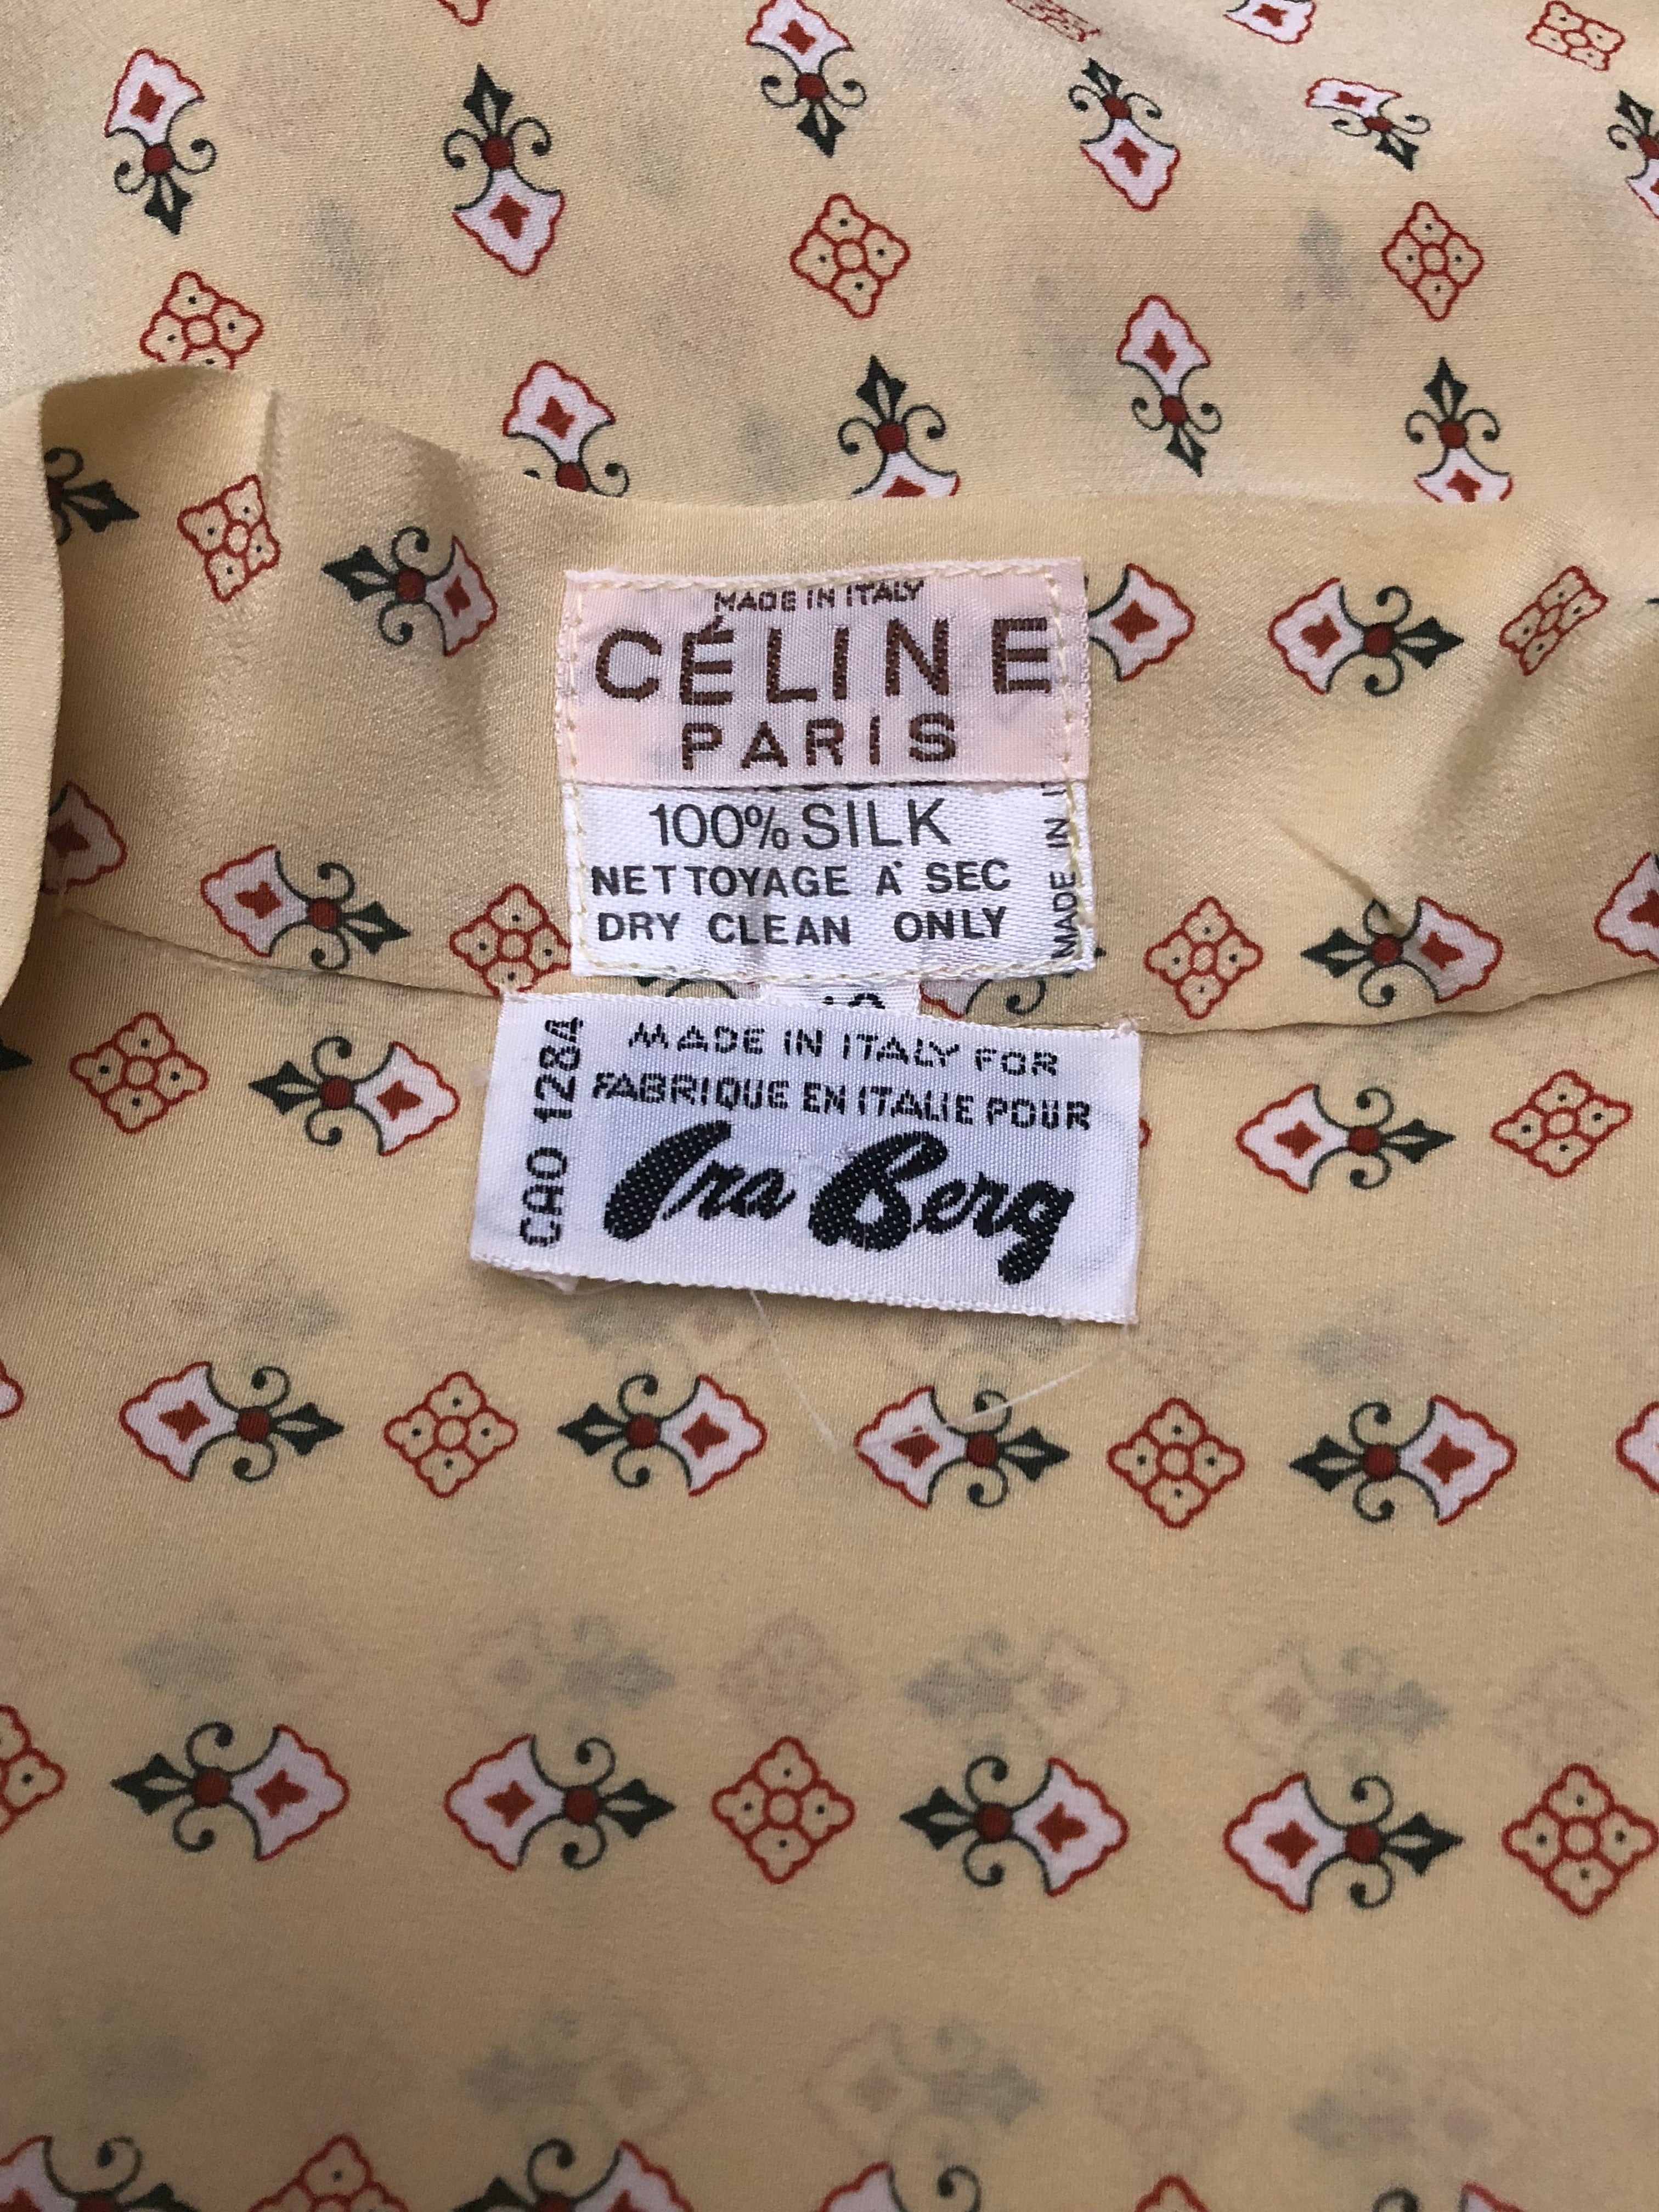 MADE IN ITALY
CÉLINE
PARIS
100% SILK
NETTOYAGE À SEC
DRY CLEAN ONLY
MADE IN
MADE IN ITALY FOR
FABRIQUE EN ITALIE POUR
Ira Berg
CAO 1284